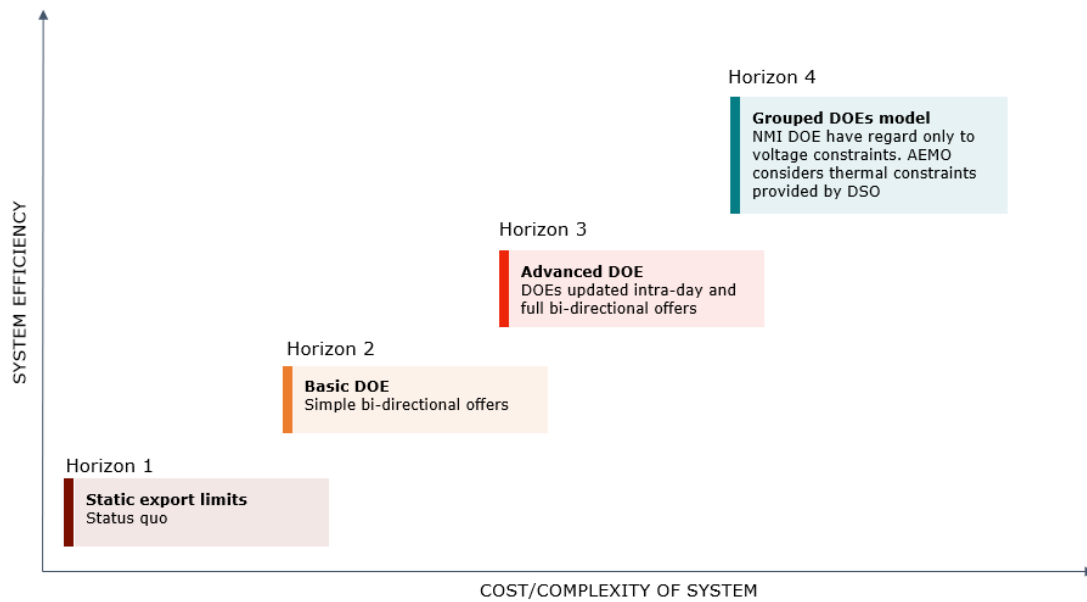 Horizon 4
Grouped DOEs model
NMI DOE have regard only to
voltage constraints. AEMO
considers thermal constraints
provided by DSO
Horizon 3
Advanced DOE
DOEs updated intra-day and
full bi-directional offers
Horizon 2
Basic DOE
Simple bi-directional offers
Horizon 1
Static export limits
Status quo
SYSTEM EFFICIENCY
COST/COMPLEXITY OF SYSTEM